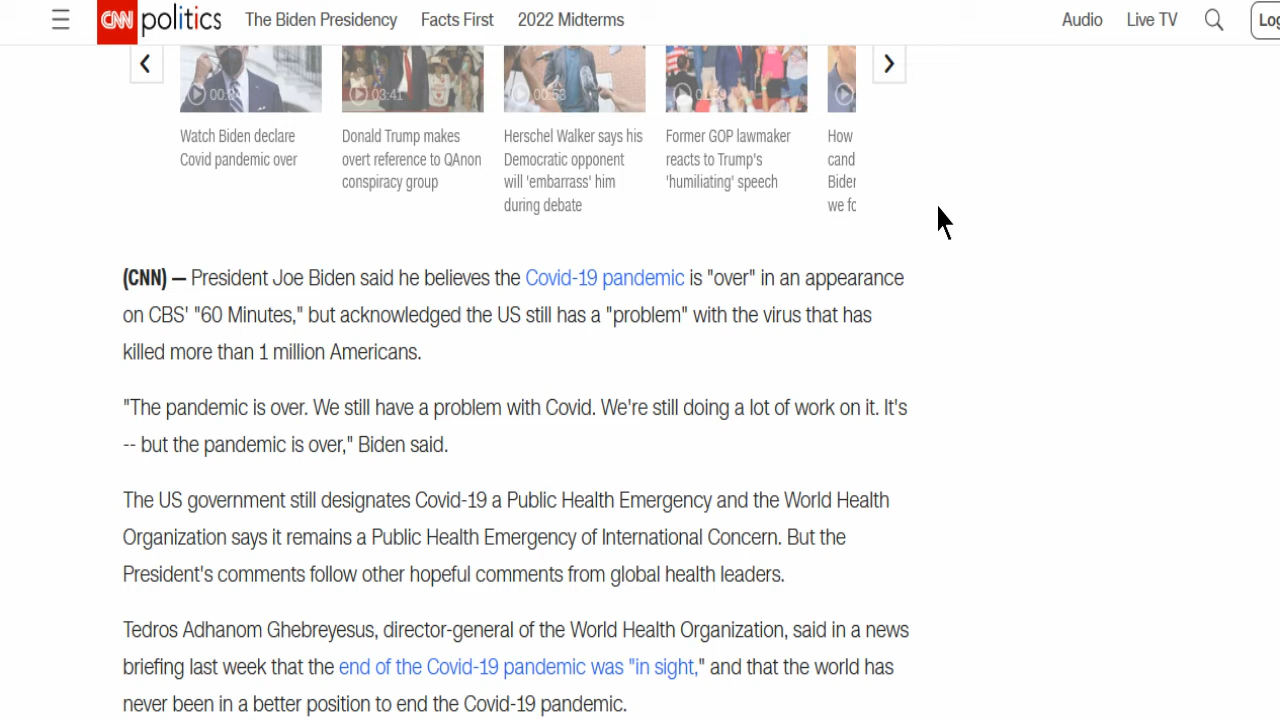 CNN politics The Biden Presidency Facts First 2022 Midterms Audio Live TV Log
03:41
Watch Biden declare
Covid pandemic over
Donald Trump makes
overt reference to QAnon
conspiracy group
Herschel Walker says his
Democratic opponent
will 'embarrass' him
during debate
Former GOP lawmaker
reacts to Trump's
'humiliating' speech
How
cand
Biden
we fo
(CNN) — President Joe Biden said he believes the Covid-19 pandemic is "over" in an appearance
on CBS' "60 Minutes," but acknowledged the US still has a "problem" with the virus that has
killed more than 1 million Americans.
"The pandemic is over. We still have a problem with Covid. We're still doing a lot of work on it. It's
-- but the pandemic is over," Biden said.
The US government still designates Covid-19 a Public Health Emergency and the World Health
Organization says it remains a Public Health Emergency of International Concern. But the
President's comments follow other hopeful comments from global health leaders.
Tedros Adhanom Ghebreyesus, director-general of the World Health Organization, said in a news
briefing last week that the end of the Covid-19 pandemic was "in sight," and that the world has
never been in a better position to end the Covid-19 pandemic.